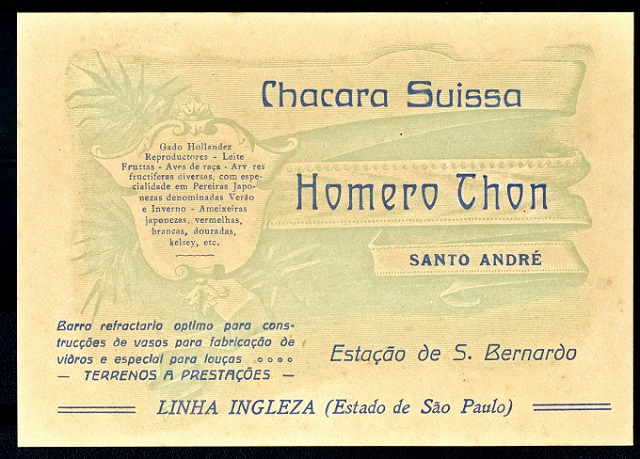 Chacara Suissa
Gado Hollandez
Reproductores - Leite
Fructas - Aves de raça - Arv res
fructiferas diversas, com espe-
cialidade em Pereiras Japo-
nezas denominadas Verão
e Inverno - Ameixeiras
japonezas, vermelhas,
brancas, douradas,
kelsey, etc.
Homero Thon
SANTO ANDRÉ
Barro refractario optimo para cons-
trucções de vasos para fabricação de
vidros e especial para louças
— TERRENOS A PRESTAÇÕES —
Estação de S. Bernardo
LINHA INGLEZA (Estado de São Paulo)